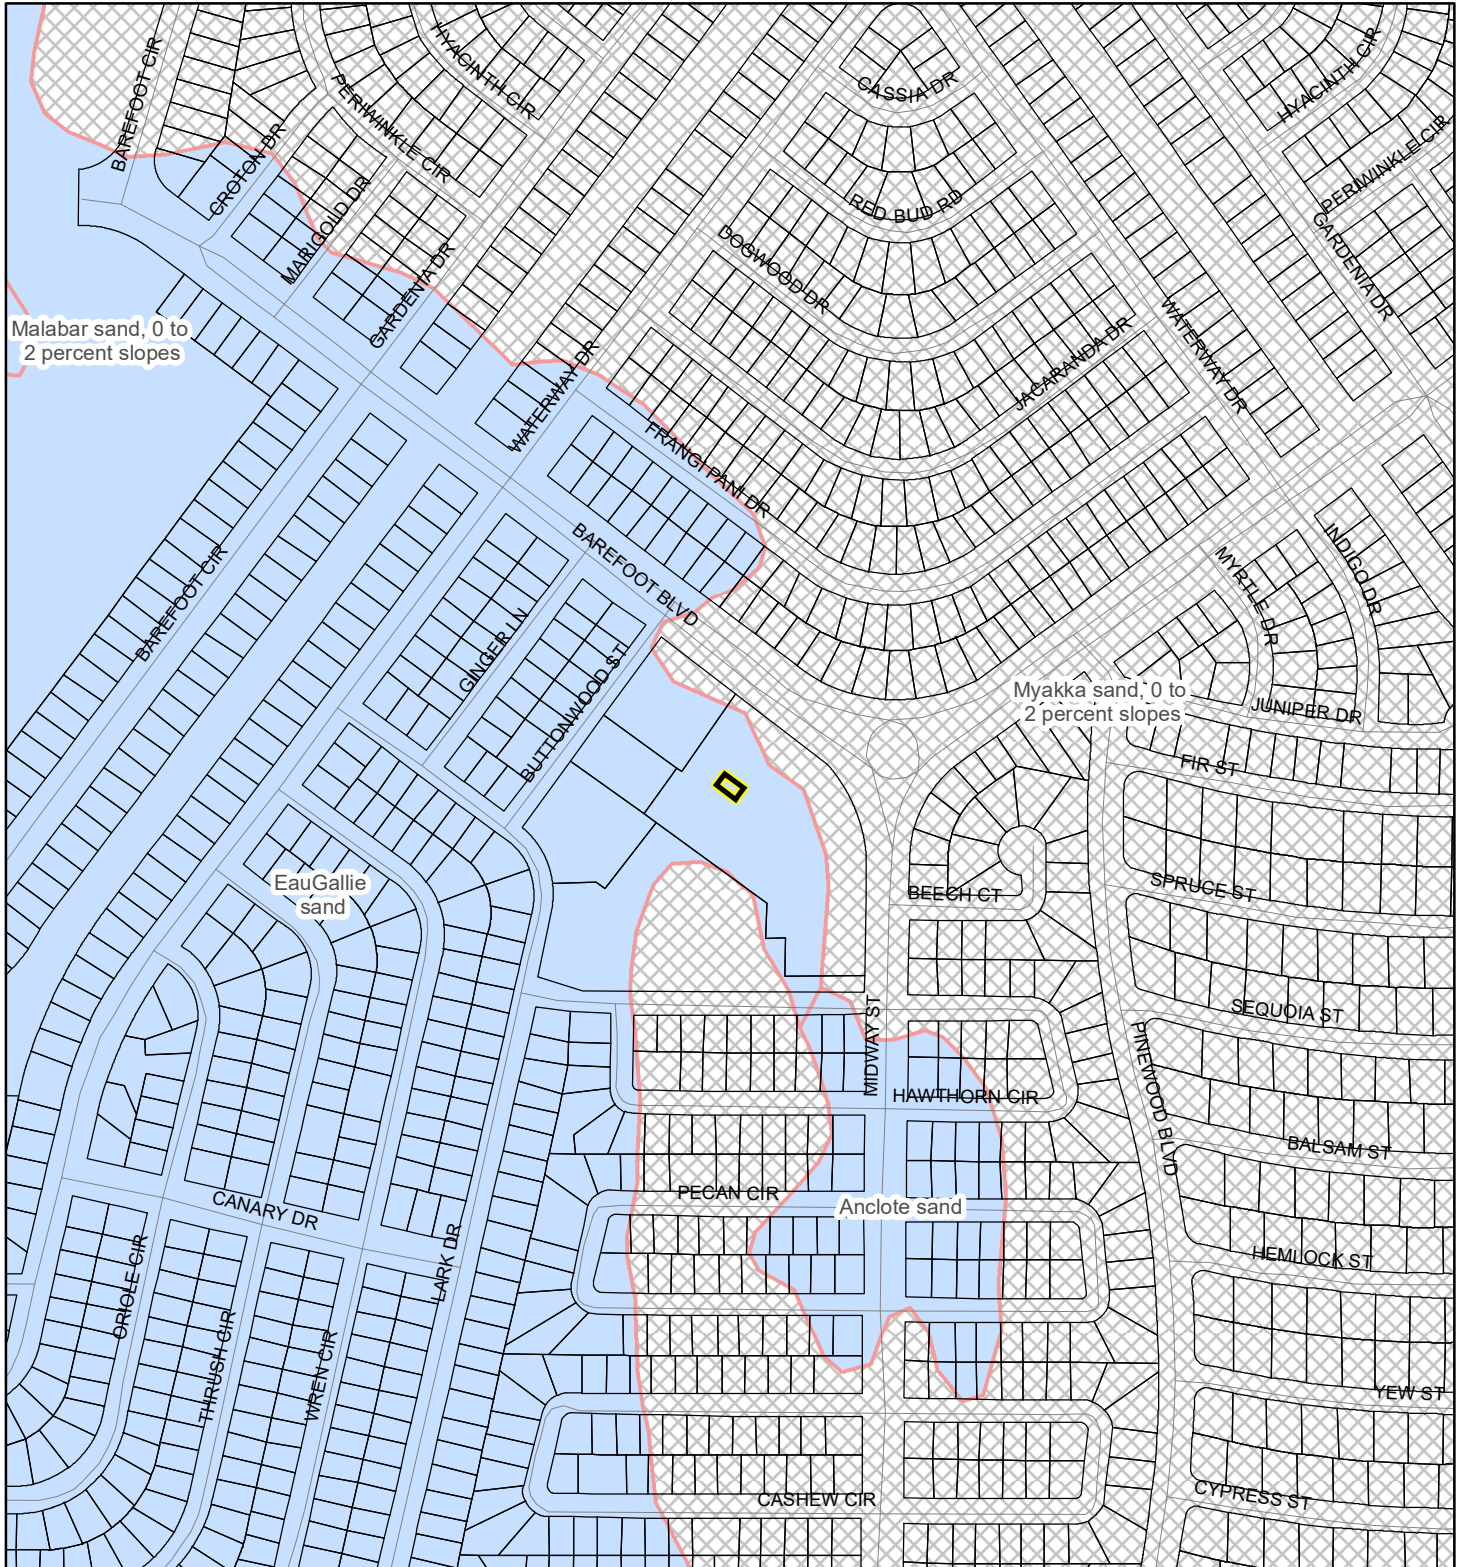 BAREFOOT CIR
HYACINTH CIR
PERIWINKLE CIR
CROTON DR
MARIGOLD DR
GARDENIA DR
CASSIA DR
RED BUD RD
DOGWOOD DR
HYACINTH CIR
PERIWINKLE CIR
GARDENIA DR
WATERWAY DR
JACARANDA DR
Malabar sand, 0 to
2 percent slopes
WATERWAY DR
FRANGI PANI DR
BAREFOOT BLVD
BAREFOOT CIR
GINGER LN
BUTTONWOOD ST
INDIGO DR
MYRTLE DR
Myakka sand, 0 to
2 percent slopes
JUNIPER DR
FIR ST
EauGallie
sand
BEECH CT
SPRUCE ST
SEQUOIA ST
MIDWAY ST
PINEWOOD BLVD
HAWTHORN CIR
BALSAM ST
PECAN CIR
Anclote sand
CANARY DR
LARK DR
ORIOLE CIR
THRUSH CIR
WREN CIR
HEMLOCK ST
YEW ST
CASHEW CIR
CYPRESS ST